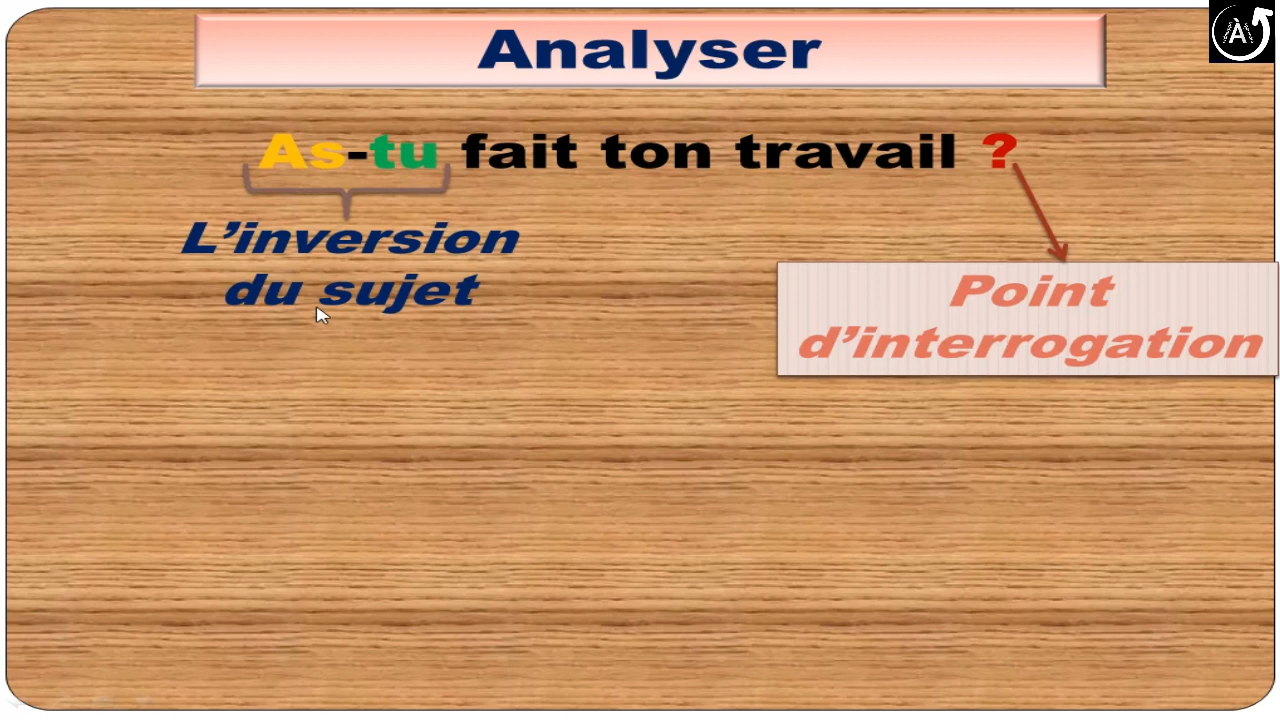 Analyser
As-tu fait ton travail ?
L’inversion
du sujet
Point
d’interrogation
À